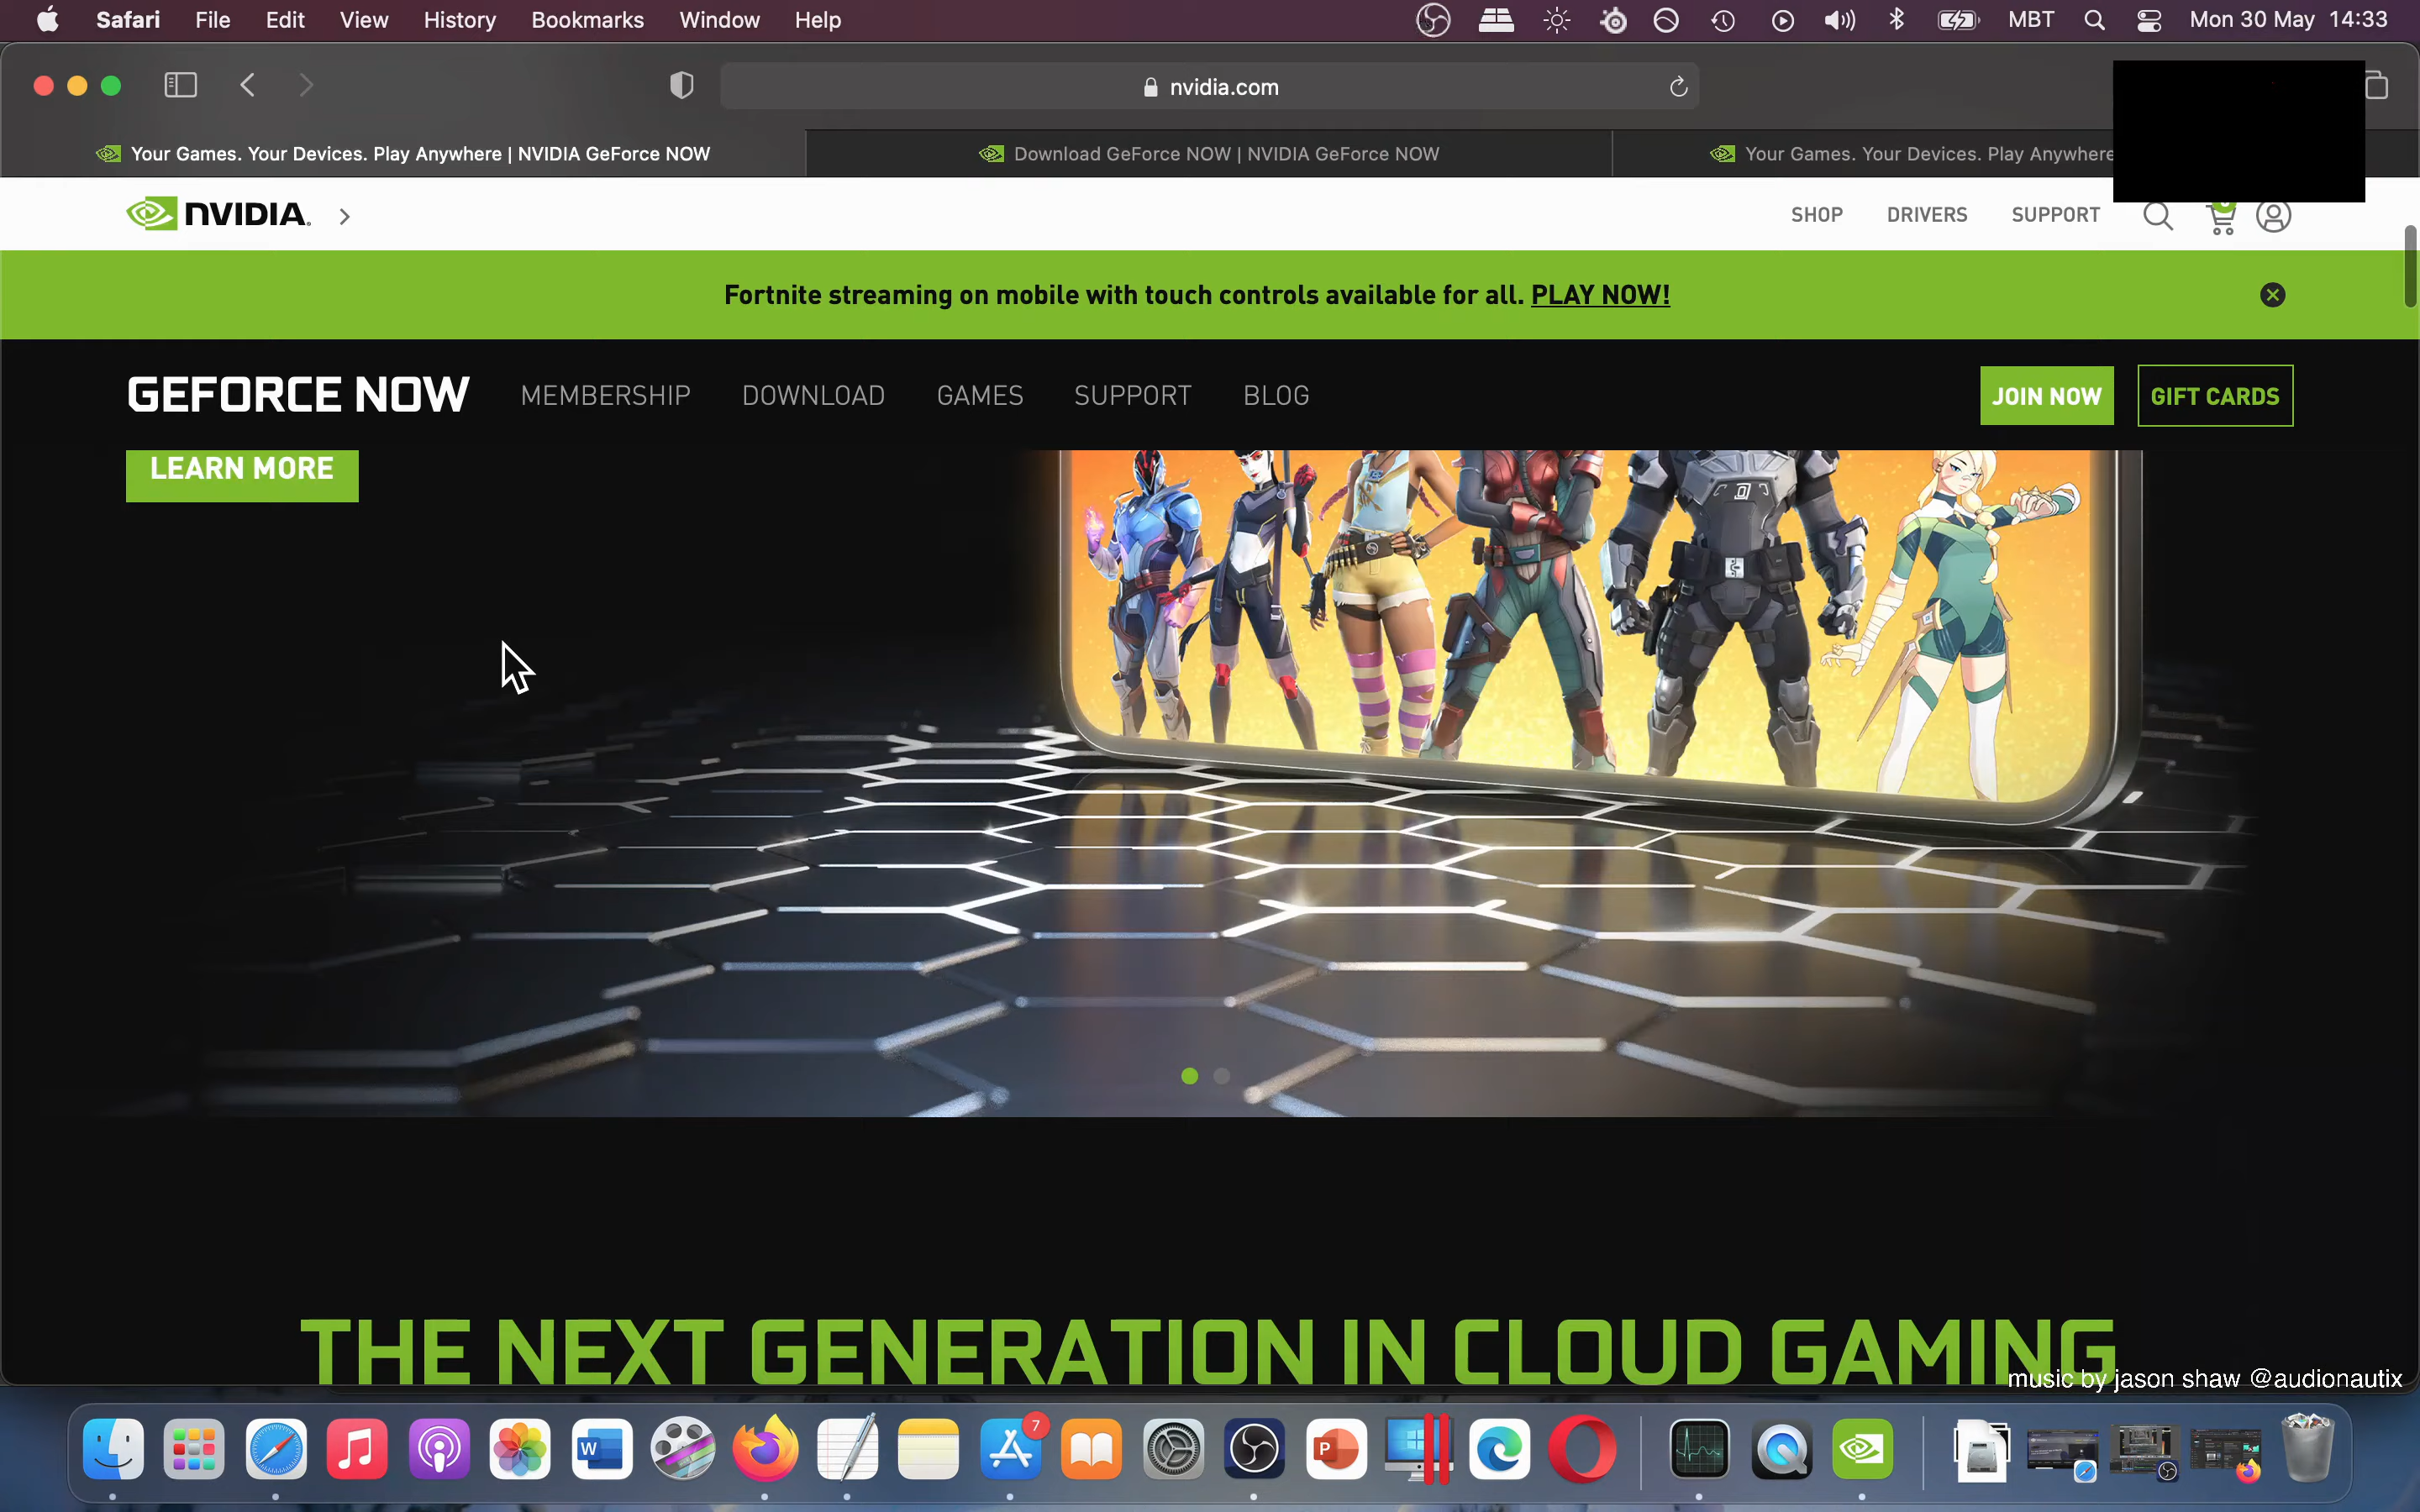 Safari File Edit View History Bookmarks Window Help MBT Mon 30 May 14:33
nvidia.com
Your Games. Your Devices. Play Anywhere | NVIDIA GeForce NOW
Download GeForce NOW | NVIDIA GeForce NOW
Your Games. Your Devices. Play Anywhere
NVIDIA.
SHOP DRIVERS SUPPORT
Fortnite streaming on mobile with touch controls available for all. PLAY NOW!
GEFORCE NOW MEMBERSHIP DOWNLOAD GAMES SUPPORT BLOG JOIN NOW GIFT CARDS
LEARN MORE
THE NEXT GENERATION IN CLOUD GAMING
music by jason shaw @audionautix
7
W
P